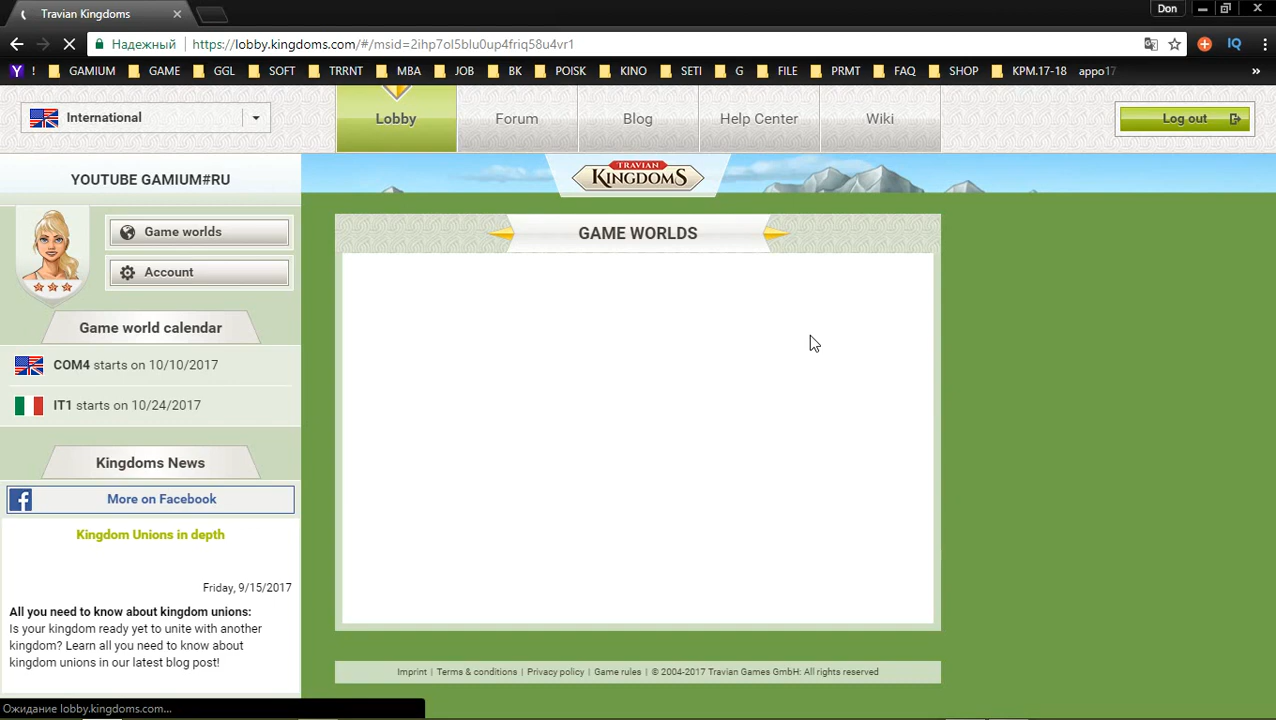 Travian Kingdoms
Don
Надежный
https://lobby.kingdoms.com/#/msid=2ihp7ol5blu0up4friq58u4vr1
IQ
Y ! GAMIUM GAME GGL SOFT TRRNT MBA JOB BK POISK KINO SETI G FILE PRMT FAQ SHOP KPM.17-18 appo17 »
International
Lobby
Forum
Blog
Help Center
Wiki
Log out
YOUTUBE GAMIUM#RU
TRAVIAN
KINGDOMS
Game worlds
Account
GAME WORLDS
Game world calendar
COM4 starts on 10/10/2017
IT1 starts on 10/24/2017
Kingdoms News
f More on Facebook
Kingdom Unions in depth
Friday, 9/15/2017
All you need to know about kingdom unions:
Is your kingdom ready yet to unite with another
kingdom? Learn all you need to know about
kingdom unions in our latest blog post!
Imprint | Terms & conditions | Privacy policy | Game rules | © 2004-2017 Travian Games GmbH: All rights reserved
Ожидание lobby.kingdoms.com...